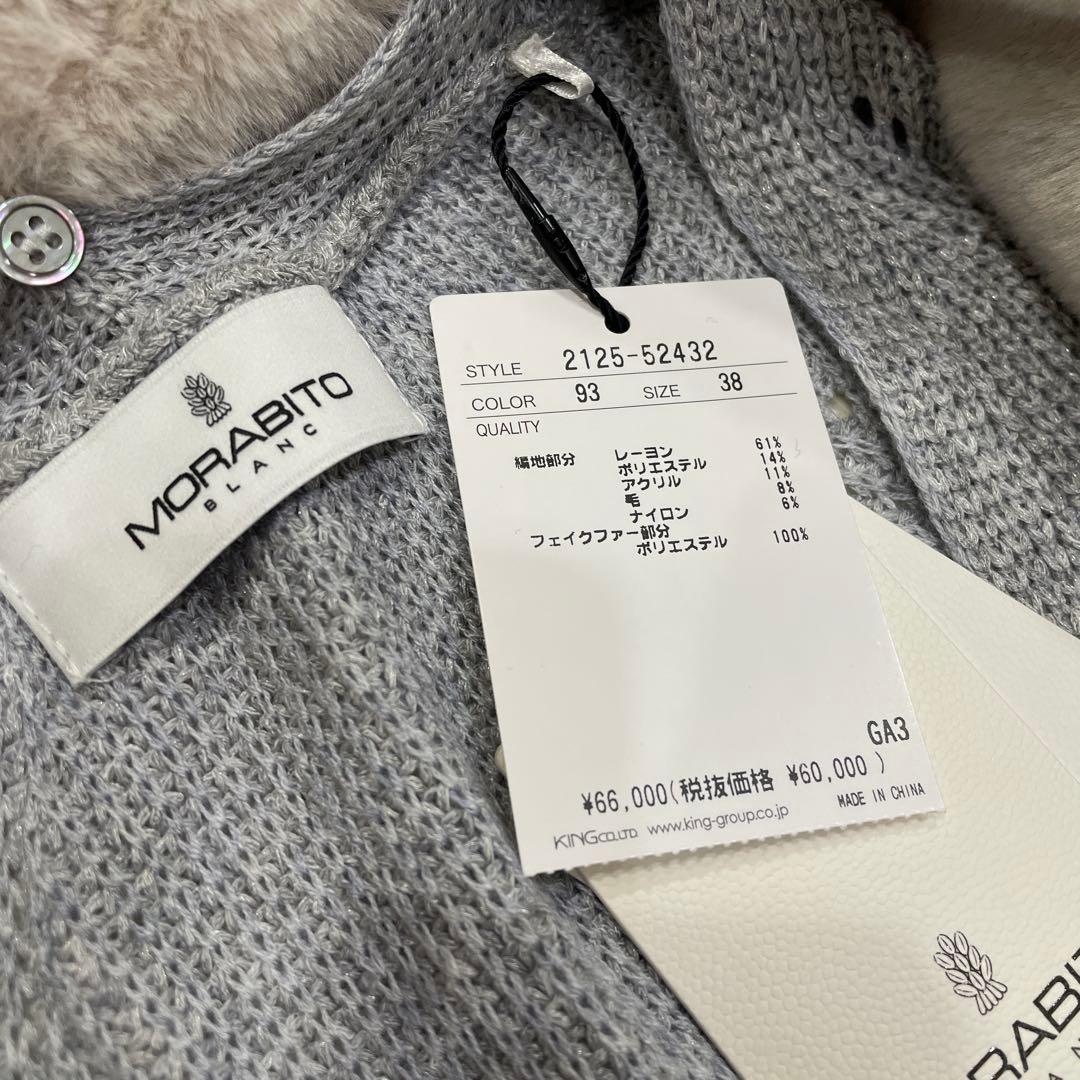 MORABITO
BLANC
STYLE 2125-52432
COLOR 93 SIZE 38
QUALITY
編地部分 レーヨン 61%
ポリエステル 14%
アクリル 11%
毛 8%
ナイロン 6%
フェイクファー部分
ポリエステル 100%
GA3
¥66,000(税抜価格 ¥60,000 )
KING CO.LTD. www.king-group.co.jp MADE IN CHINA
ORABITO